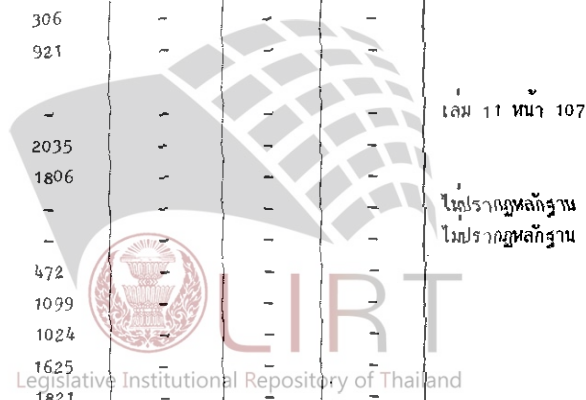 306 - - -
921 - - -
- - - - เล่ม 11 หน้า 107
2035 - - -
1806 - - -
- - - - ไม่ปรากฏหลักฐาน
- - - - ไม่ปรากฏหลักฐาน
472 - - -
1099 - - -
1024 - - -
1625 - - -
1821 - - -
LIRT
Legislative Institutional Repository of Thailand